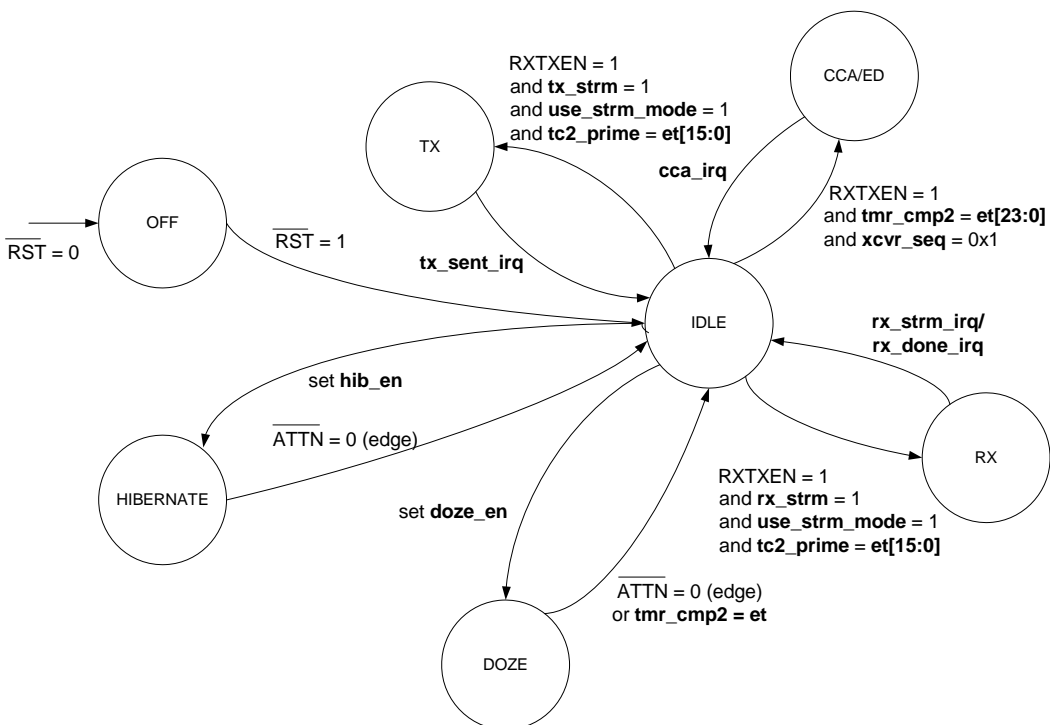 RXTXEN = 1
and tx_strm = 1
and use_strm_mode = 1
and tc2_prime = et[15:0]
CCA/ED
TX
cca_irq
RXTXEN = 1
and tmr_cmp2 = et[23:0]
and xcvr_seq = 0x1
OFF
RST = 0
RST = 1
tx_sent_irq
IDLE
rx_strm_irq/
rx_done_irq
set hib_en
ATTN = 0 (edge)
HIBERNATE
RX
RXTXEN = 1
and rx_strm = 1
and use_strm_mode = 1
and tc2_prime = et[15:0]
set doze_en
ATTN = 0 (edge)
or tmr_cmp2 = et
DOZE